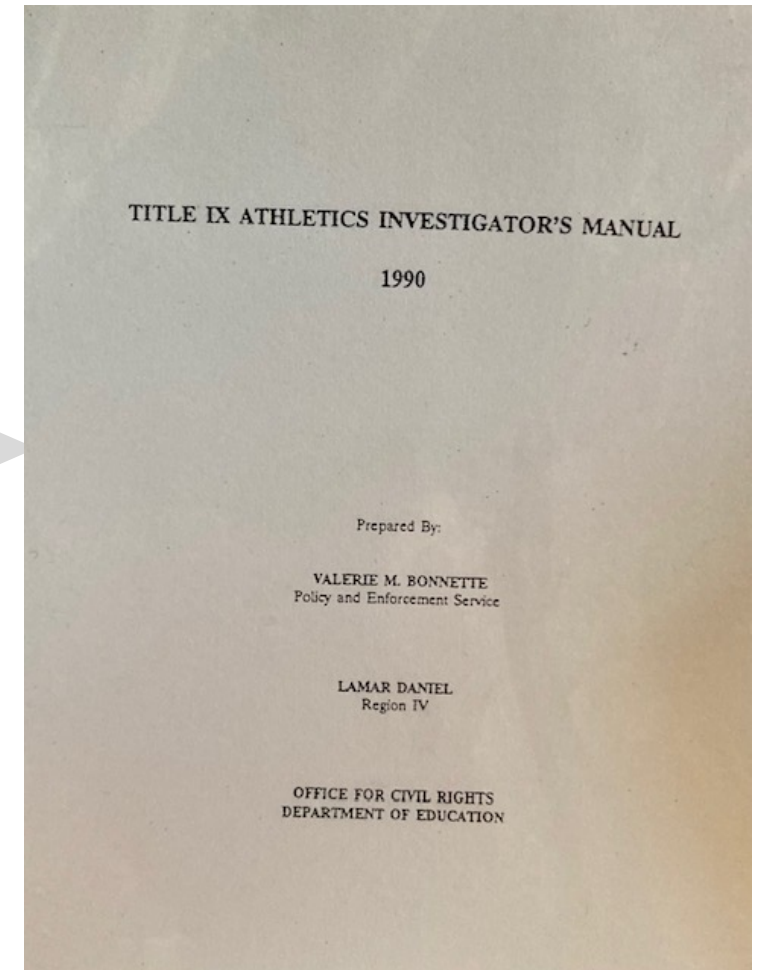 TITLE IX ATHLETICS INVESTIGATOR'S MANUAL
1990
Prepared By:
VALERIE M. BONNETTE
Policy and Enforcement Service
LAMAR DANIEL
Region IV
OFFICE FOR CIVIL RIGHTS
DEPARTMENT OF EDUCATION